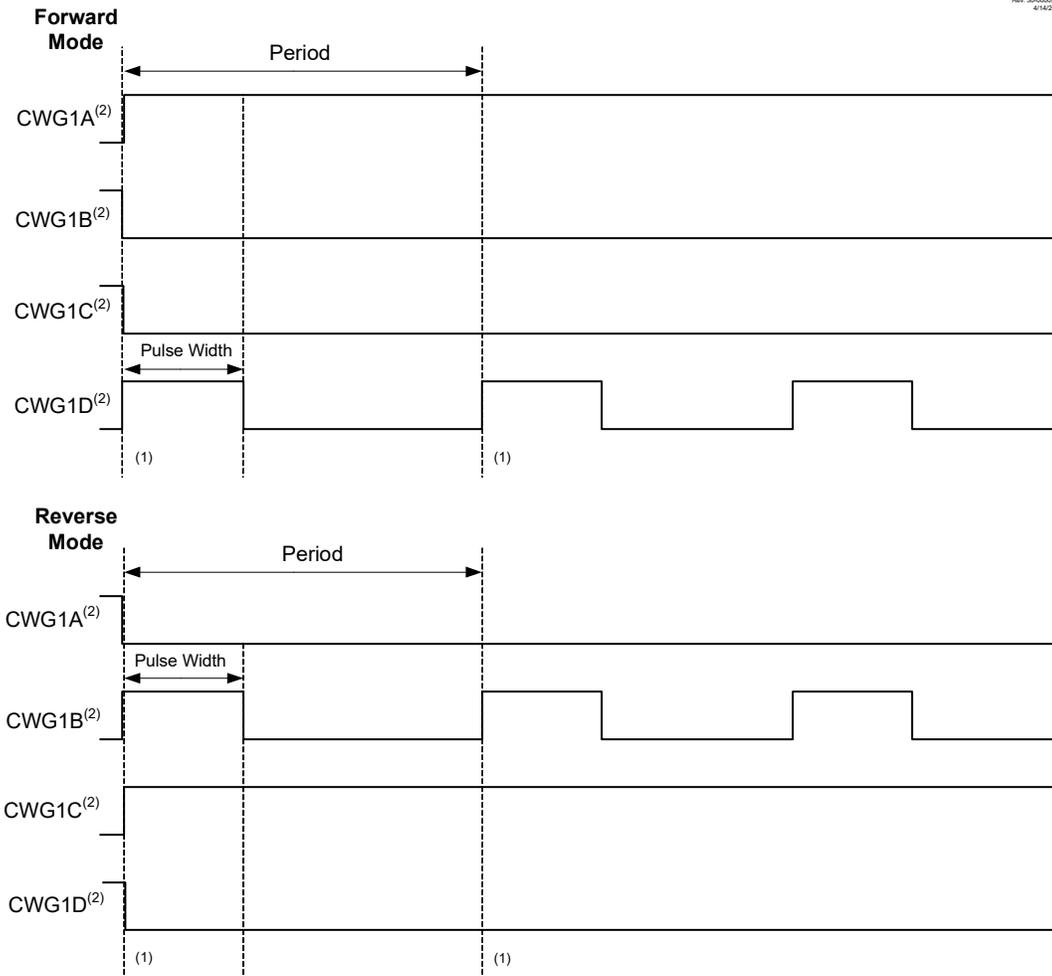 Forward
Mode
Period
CWG1A(2)
CWG1B(2)
CWG1C(2)
Pulse Width
CWG1D(2)
(1) (1)
Reverse
Mode
Period
CWG1A(2)
Pulse Width
CWG1B(2)
CWG1C(2)
CWG1D(2)
(1) (1)